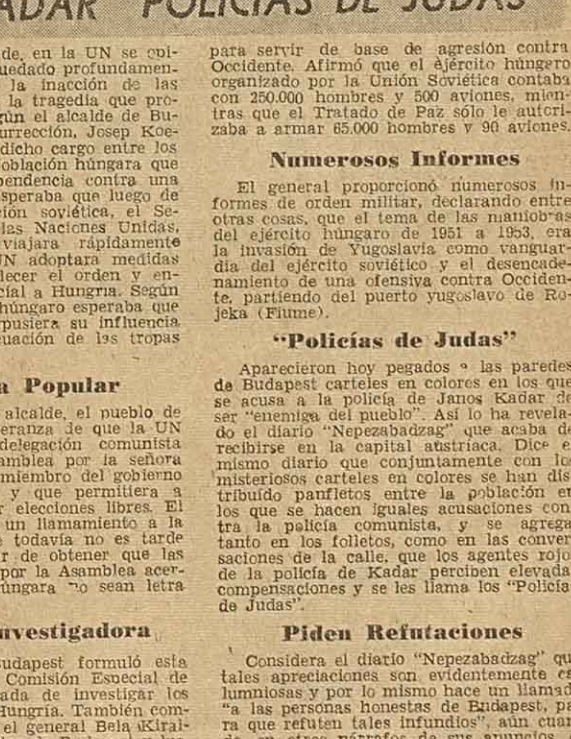 ADAR POLICIAS DE JUDAS
de, en la UN se opi-
uedado profundamen-
la inacción de las
la tragedia que pro-
gún el alcalde de Bu-
urrección, Josep Koe-
dicho cargo entre los
oblación húngara que
pendencia contra una
speraba que luego de
ción soviética, el Se-
las Naciones Unidas,
viajara rápidamente
UN adoptara medidas
lecer el orden y en-
cial a Hungría. Según
húngaro esperaba que
pusiera su influencia
cuación de las tropas
a Popular
alcalde, el pueblo de
eranza de que la UN
delegación comunista
amblea por la señora
miembro del gobierno
y que permitiera a
r elecciones libres. El
un llamamiento a la
e todavía no es tarde
r de obtener que las
por la Asamblea acer-
úngara no sean letra
nvestigadora
udapest formuló esta
Comisión Especial de
ada de investigar los
Hungría. También com-
el general Bela Kiral-
para servir de base de agresión contra
Occidente. Afirmó que el ejército húngaro
organizado por la Unión Soviética contaba
con 250.000 hombres y 500 aviones, mien-
tras que el Tratado de Paz sólo le autori-
zaba a armar 65.000 hombres y 90 aviones.
Numerosos Informes
El general proporcionó numerosos in-
formes de orden militar, declarando entre
otras cosas, que el tema de las maniobras
del ejército húngaro de 1951 a 1953, era
la invasión de Yugoslavia como vanguar-
dia del ejército soviético y el desencade-
namiento de una ofensiva contra Occiden-
te, partiendo del puerto yugoslavo de Ro-
jeka (Fiume).
"Policías de Judas"
Aparecieron hoy pegados a las paredes
de Budapest carteles en colores en los que
se acusa a la policía de Janos Kadar de
ser "enemiga del pueblo". Así lo ha revela-
do el diario "Nepezabadzag" que acaba de
recibirse en la capital austríaca. Dice e
mismo diario que conjuntamente con los
misteriosos carteles en colores se han dis
tribuído panfletos entre la población en
los que se hacen iguales acusaciones con
tra la policía comunista, y se agrega
tanto en los folletos, como en las conver
saciones de la calle, que los agentes rojo
de la policía de Kadar perciben elevada
compensaciones y se les llama los "Policía
de Judas".
Piden Refutaciones
Considera el diario "Nepezabadzag" qu
tales apreciaciones son evidentemente ca
lumniosas y por lo mismo hace un llamad
"a las personas honestas de Budapest, pa
ra que refuten tales infundios", aún cuan